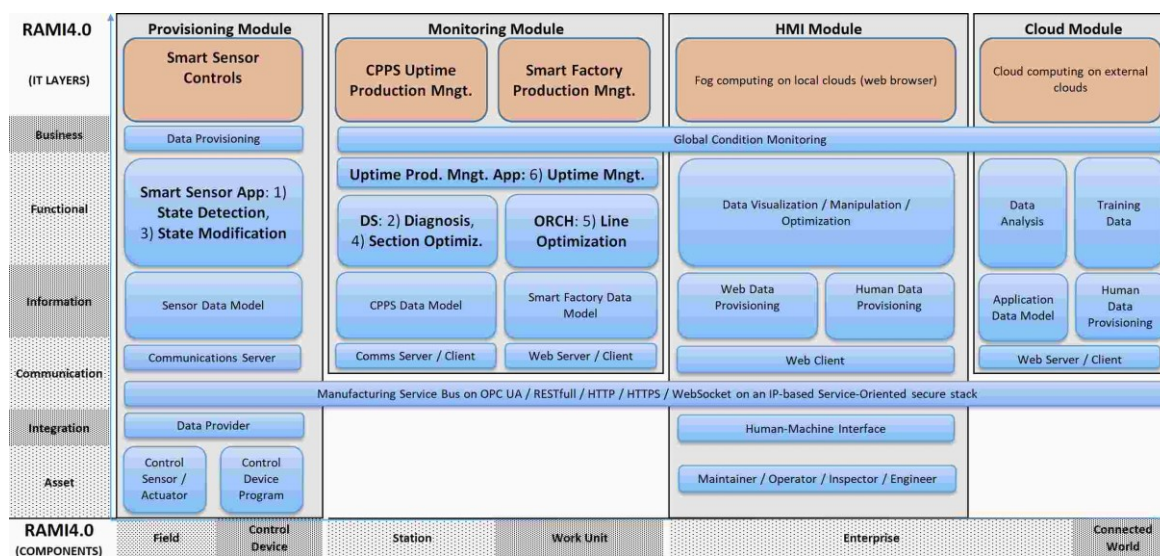 RAMI4.0
(IT LAYERS)
Provisioning Module
Monitoring Module
HMI Module
Cloud Module
Smart Sensor
Controls
CPPS Uptime
Production Mngt.
Smart Factory
Production Mngt.
Fog computing on local clouds (web browser)
Cloud computing on external
clouds
Business
Data Provisioning
Global Condition Monitoring
Functional
Smart Sensor App: 1)
State Detection,
3) State Modification
Uptime Prod. Mngt. App: 6) Uptime Mngt.
DS: 2) Diagnosis,
4) Section Optimiz.
ORCH: 5) Line
Optimization
Data Visualization / Manipulation /
Optimization
Data
Analysis
Training
Data
Information
Sensor Data Model
CPPS Data Model
Smart Factory Data
Model
Web Data
Provisioning
Human Data
Provisioning
Application
Data Model
Human
Data
Provisioning
Communication
Communications Server
Comms Server / Client
Web Server / Client
Web Client
Web Server / Client
Manufacturing Service Bus on OPC UA / RESTfull / HTTP / HTTPS / WebSocket on an IP-based Service-Oriented secure stack
Integration
Data Provider
Human-Machine Interface
Asset
Control
Sensor /
Actuator
Control
Device
Program
Maintainer / Operator / Inspector / Engineer
RAMI4.0
(COMPONENTS)
Field
Control
Device
Station
Work Unit
Enterprise
Connected
World